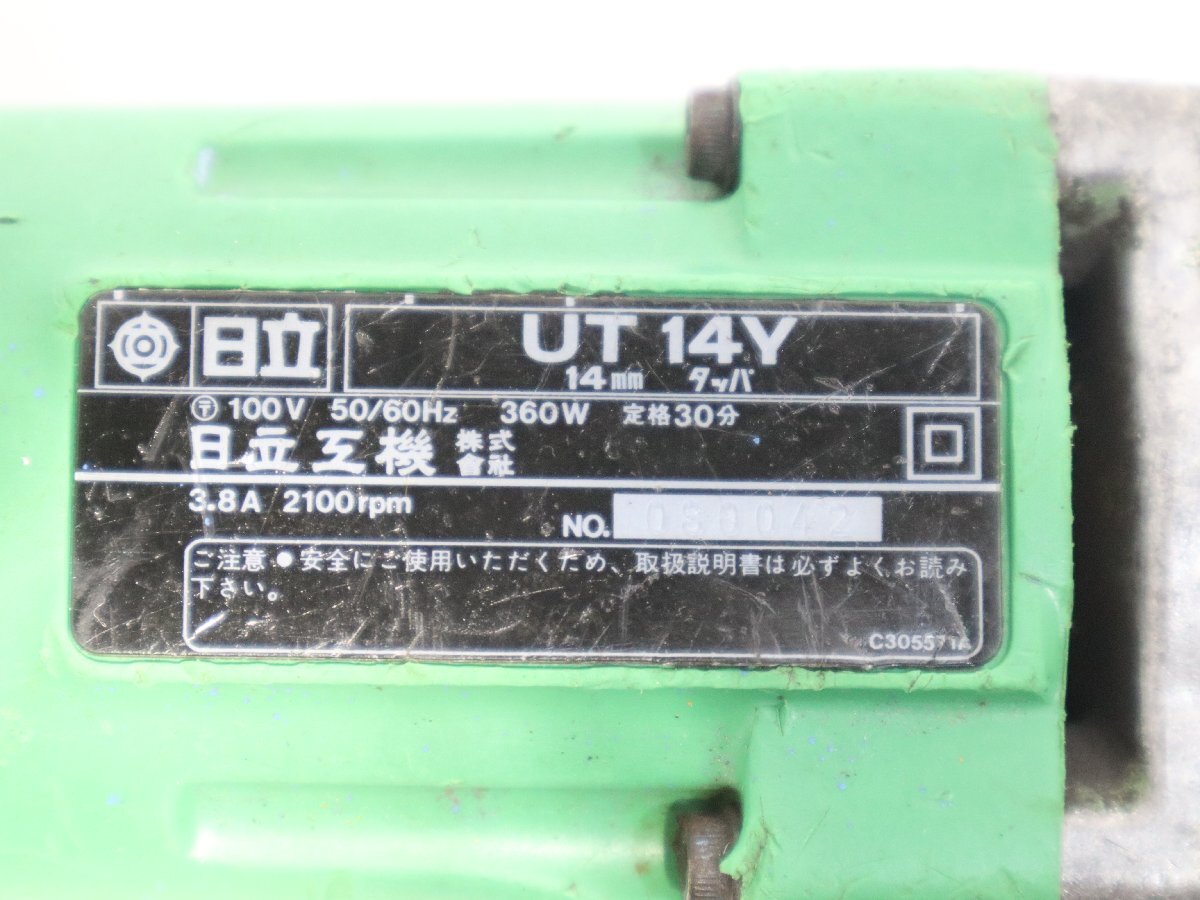 日立
UT 14Y
14mm タッパ
〒 100V 50/60Hz 360W 定格30分
日立工機 株式會社
3.8A 2100rpm
NO.
ご注意 ● 安全にご使用いただくため、取扱説明書は必ずよくお読み
下さい。
C305571A